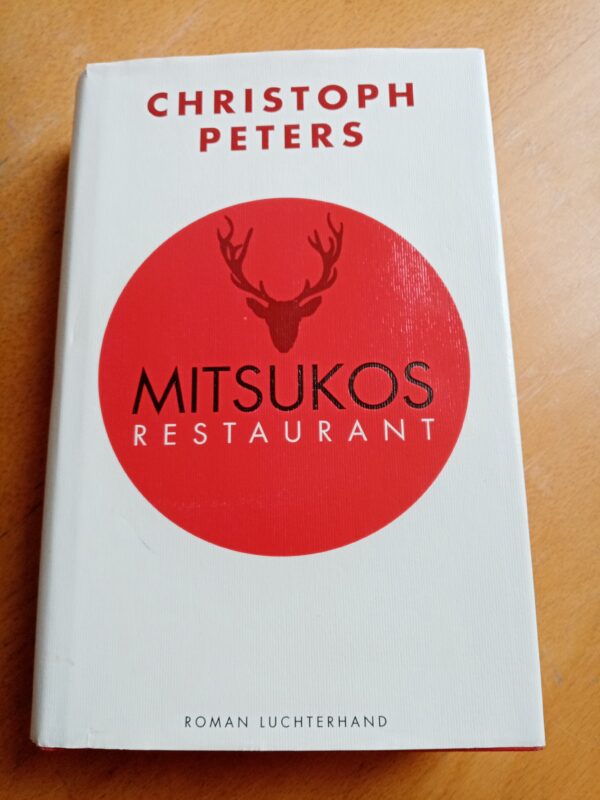 CHRISTOPH
PETERS
MITSUKOS
RESTAURANT
ROMAN LUCHTERHAND